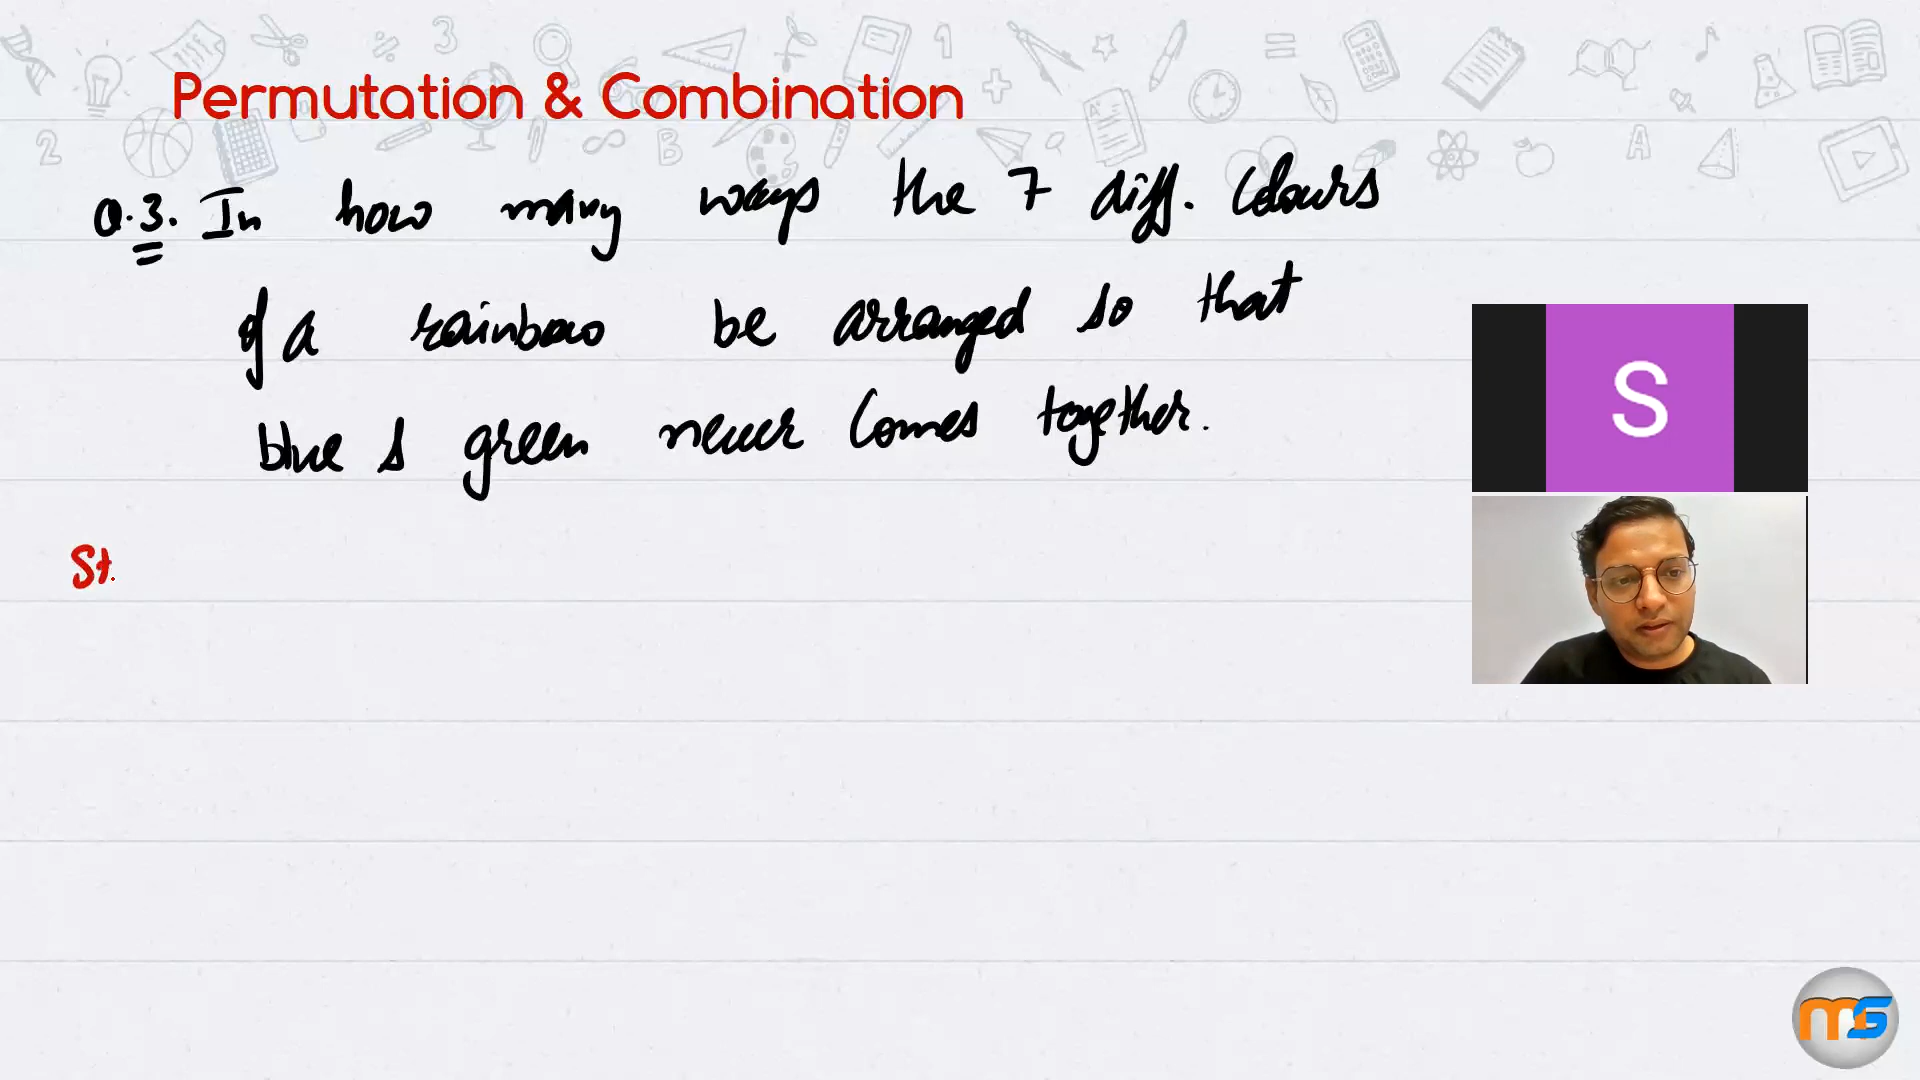 Permutation & Combination
Q.3. In how many ways the 7 diff. Colours
of a rainbow be arranged so that
blue & green never Comes together.
S
St.
MS